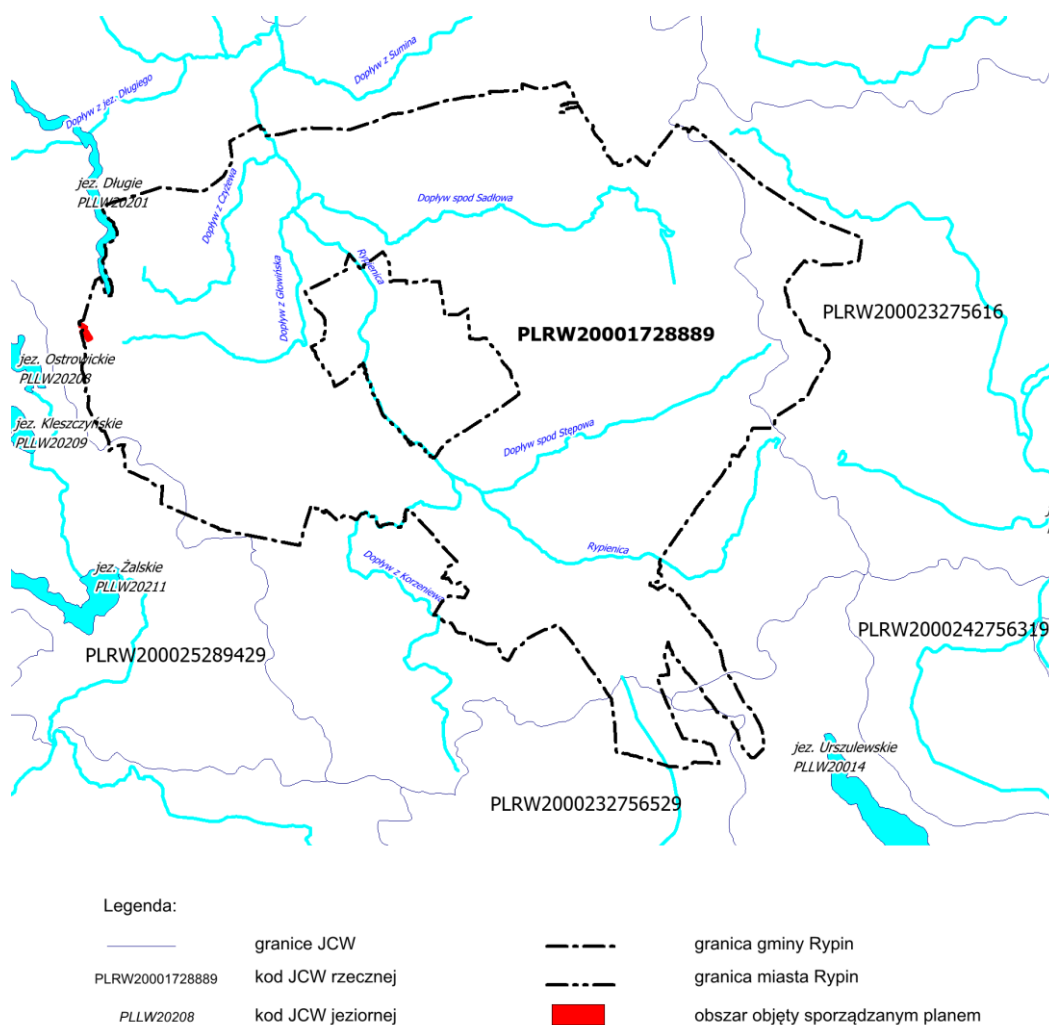 Dopływ z Sumina
Dopływ z jez. Długiego
jez. Długie
PLLW20201
Dopływ z Czyżewa
Dopływ spod Sadłowa
Rypienica
Dopływ z Głowińska
PLRW20001728889
PLRW200023275616
jez. Ostrowickie
PLLW20208
jez. Kleszczyńskie
PLLW20209
Dopływ spod Stępowa
Rypienica
jez. Żalskie
PLLW20211
Dopływ z Korzeniewa
PLRW2000242756319
PLRW200025289429
jez. Urszulewskie
PLLW20014
PLRW2000232756529
Legenda:
granice JCW
granica gminy Rypin
PLRW20001728889
kod JCW rzecznej
granica miasta Rypin
PLLW20208
kod JCW jeziornej
obszar objęty sporządzanym planem